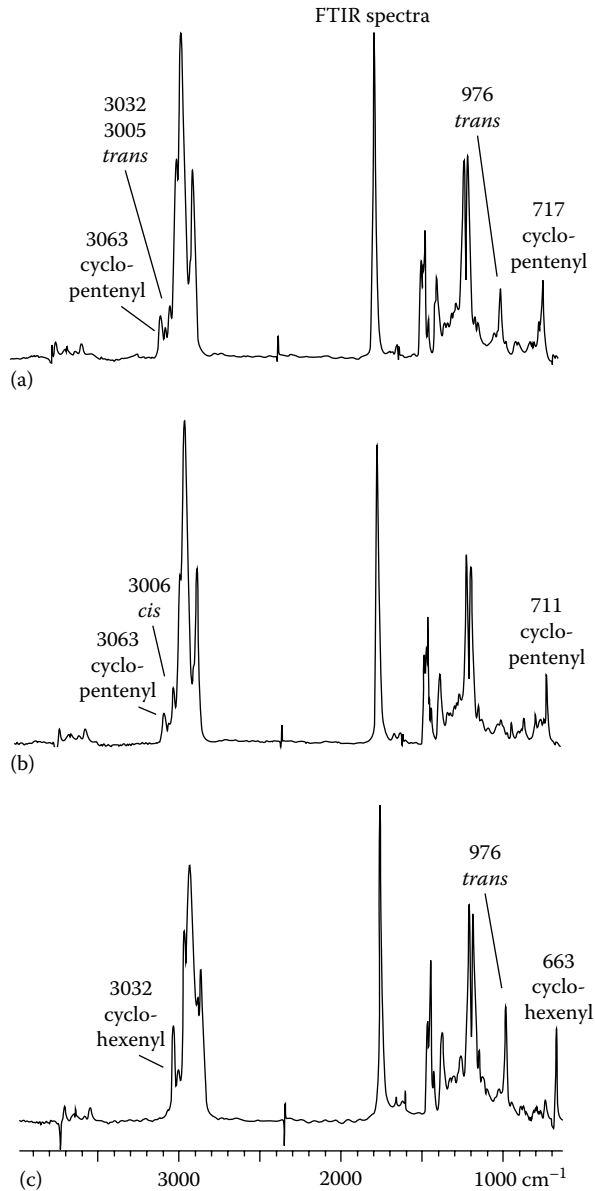 FTIR spectra
3032
3005
trans
976
trans
3063
cyclo-
pentenyl
717
cyclo-
pentenyl
(a)
3006
cis
3063
cyclo-
pentenyl
711
cyclo-
pentenyl
(b)
976
trans
3032
cyclo-
hexenyl
663
cyclo-
hexenyl
(c)
3000
2000
1000 cm⁻¹